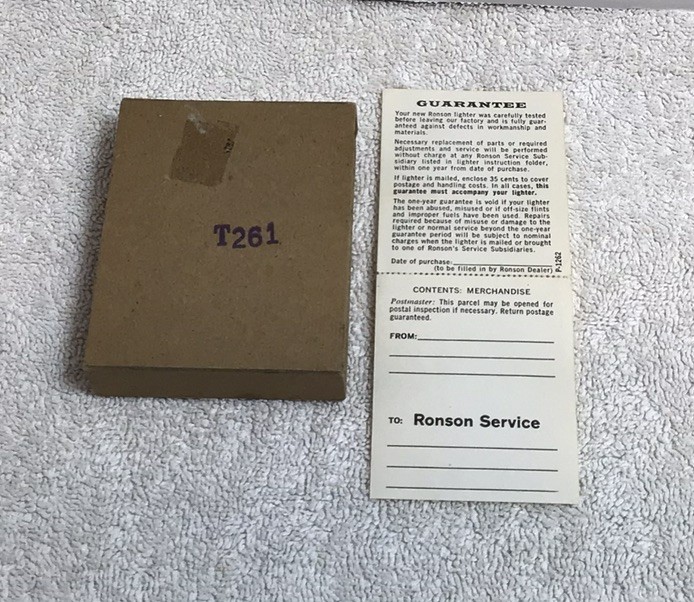 T261
GUARANTEE
Your new Ronson lighter was carefully tested
before leaving our factory and is fully guar-
anteed against defects in workmanship and
materials.
Necessary replacement of parts or required
adjustments and service will be performed
without charge at any Ronson Service Sub-
sidiary listed in lighter instruction folder,
within one year from date of purchase.
If lighter is mailed, enclose 35 cents to cover
postage and handling costs. In all cases, this
guarantee must accompany your lighter.
The one-year guarantee is void if your lighter
has been abused, misused or if off-size flints
and improper fuels have been used. Repairs
required because of misuse or damage to the
lighter or normal service beyond the one-year
guarantee period will be subject to nominal
charges when the lighter is mailed or brought
to one of Ronson's Service Subsidiaries.
Date of purchase:
(to be filled in by Ronson Dealer)
P-1262
CONTENTS: MERCHANDISE
Postmaster: This parcel may be opened for
postal inspection if necessary. Return postage
guaranteed.
FROM:
TO: Ronson Service